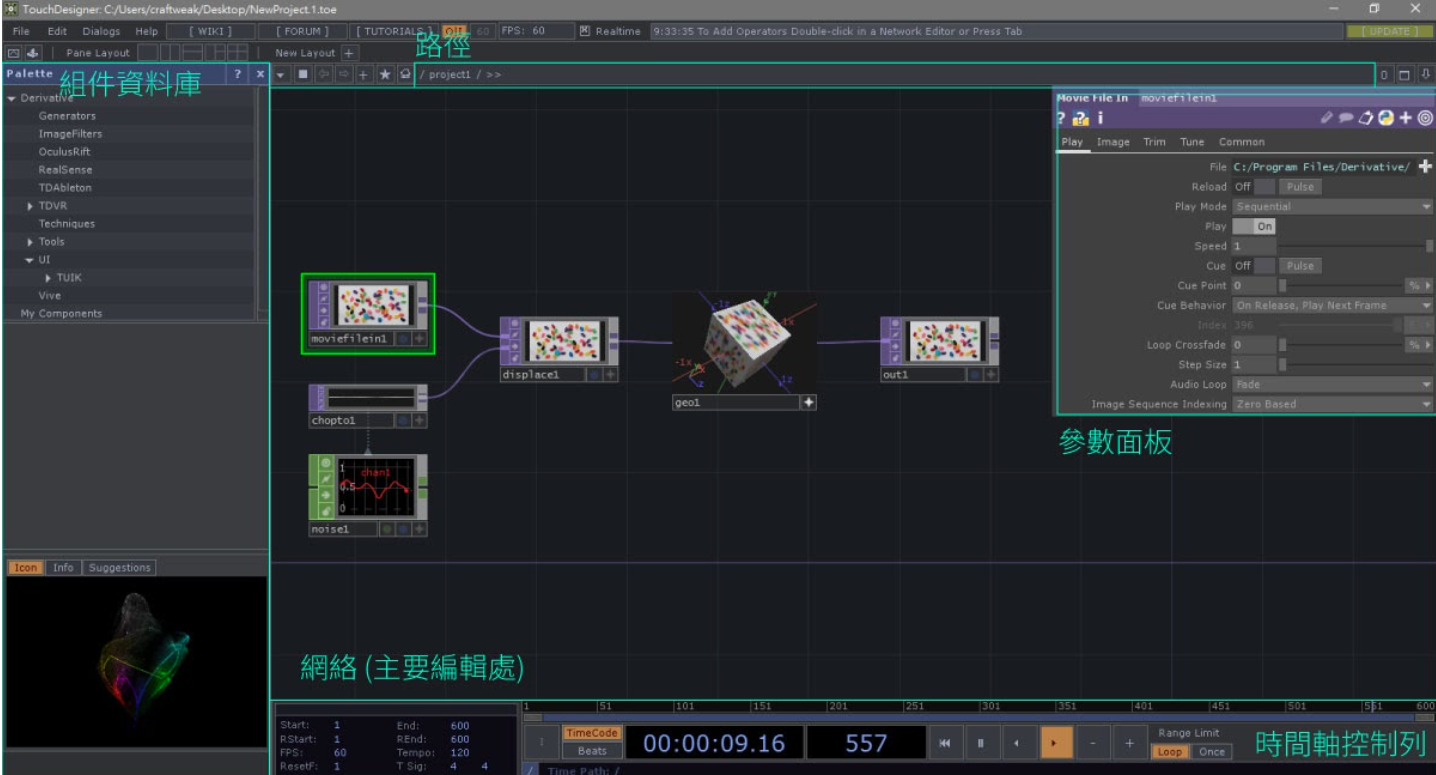 TouchDesigner: C:/Users/craftweak/Desktop/NewProject.1.toe
File Edit Dialogs Help [ WIKI ] [ FORUM ] [ TUTORIALS ] 60 FPS: 60 Realtime 9:33:35 To Add Operators Double-click in a Network Editor or Press Tab [ UPDATE ]
路徑
Pane Layout New Layout +
Palette ? x
組件資料庫
/ project1 / >>
0
Derivative
Generators
ImageFilters
OculusRift
RealSense
TDAbleton
TDVR
Techniques
Tools
UI
TUIK
Vive
My Components
Movie File In moviefilein1
? ? i
Play Image Trim Tune Common
File C:/Program Files/Derivative/
Reload Off Pulse
Play Mode Sequential
Play On
Speed 1
Cue Off Pulse
Cue Point 0 %
Cue Behavior On Release, Play Next Frame
Index 396
Loop Crossfade 0 %
Step Size 1
Audio Loop Fade
Image Sequence Indexing Zero Based
參數面板
moviefilein1
displace1
geo1
out1
chopto1
1
chan1
0.5
0
noise1
-1z
-1x
1z
Icon Info Suggestions
網絡 (主要編輯處)
1 51 101 151 201 251 301 351 401 451 501 551 600
Start: 1 End: 600
RStart: 1 REnd: 600
FPS: 60 Tempo: 120
ResetF: 1 T Sig: 4 4
TimeCode
Beats
00:00:09.16
557
Range Limit
Loop Once
時間軸控制列
/ Time Path: /